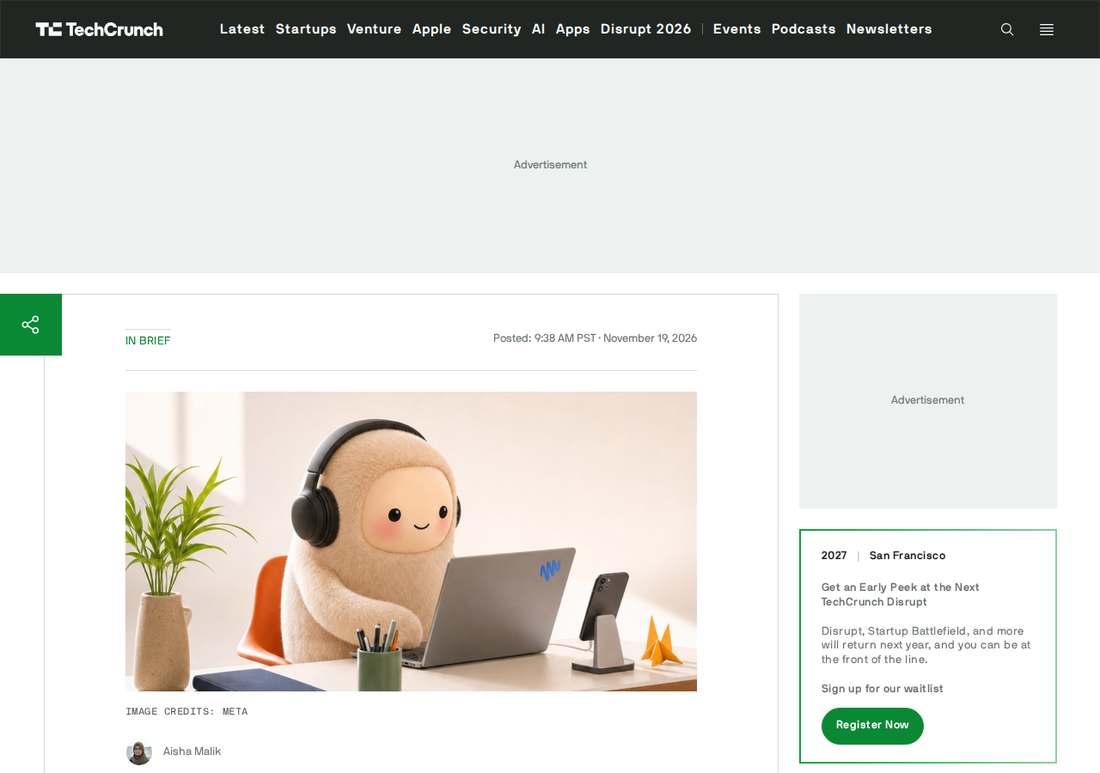 TechCrunch
Latest Startups Venture Apple Security AI Apps Disrupt 2026 | Events Podcasts Newsletters
Advertisement
IN BRIEF
Posted: 9:38 AM PST · November 19, 2026
IMAGE CREDITS: META
Aisha Malik
Advertisement
2027 | San Francisco
Get an Early Peek at the Next
TechCrunch Disrupt
Disrupt, Startup Battlefield, and more
will return next year, and you can be at
the front of the line.
Sign up for our waitlist
Register Now